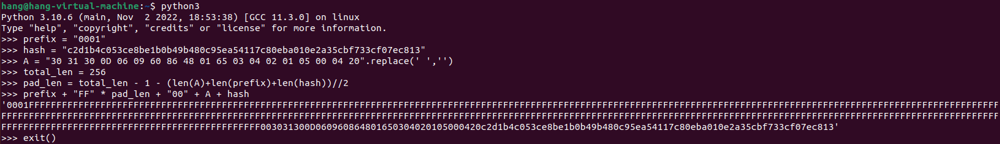 hang@hang-virtual-machine:~$ python3
Python 3.10.6 (main, Nov  2 2022, 18:53:38) [GCC 11.3.0] on linux
Type "help", "copyright", "credits" or "license" for more information.
>>> prefix = "0001"
>>> hash = "c2d1b4c053ce8be1b0b49b480c95ea54117c80eba010e2a35cbf733cf07ec813"
>>> A = "30 31 30 0D 06 09 60 86 48 01 65 03 04 02 01 05 00 04 20".replace(' ','')
>>> total_len = 256
>>> pad_len = total_len - 1 - (len(A)+len(prefix)+len(hash))//2
>>> prefix + "FF" * pad_len + "00" + A + hash
'0001FFFFFFFFFFFFFFFFFFFFFFFFFFFFFFFFFFFFFFFFFFFFFFFFFFFFFFFFFFFFFFFFFFFFFFFFFFFFFFFFFFFFFFFFFFFFFFFFFFFFFFFFFFFFFFFFFFFFFFFFFFFFFFFFFFFFFFFFFFFFFFFFFFFFFFFFFFFFFFFFFFFFFFFF
FFFFFFFFFFFFFFFFFFFFFFFFFFFFFFFFFFFFFFFFFFFFFFFFFFFFFFFFFFFFFFFFFFFFFFFFFFFFFFFFFFFFFFFFFFFFFFFFFFFFFFFFFFFFFFFFFFFFFFFFFFFFFFFFFFFFFFFFFFFFFFFFFFFFFFFFFFFFFFFFFFFFFFFFFFFFF
FFFFFFFFFFFFFFFFFFFFFFFFFFFFFFFFFFFFFFFFFFFFFFF003031300D060960864801650304020105000420c2d1b4c053ce8be1b0b49b480c95ea54117c80eba010e2a35cbf733cf07ec813'
>>> exit()